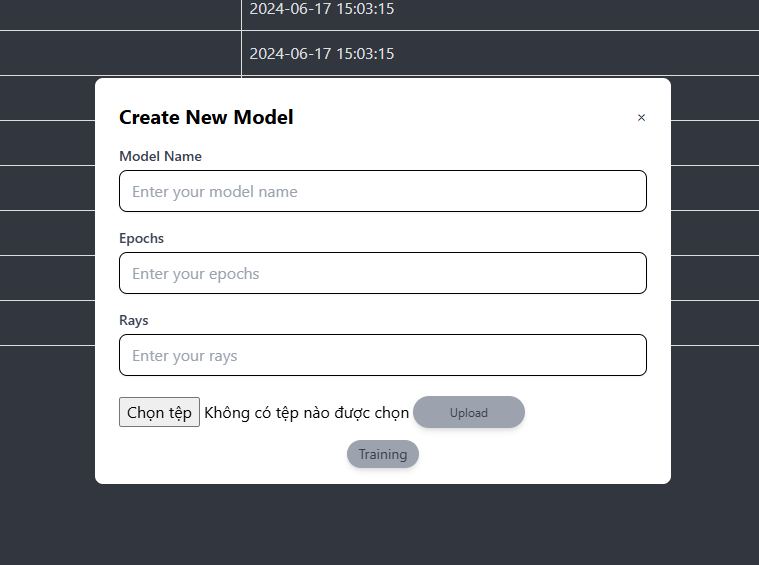 2024-06-17 15:03:15
2024-06-17 15:03:15
Create New Model ×
Model Name
Enter your model name
Epochs
Enter your epochs
Rays
Enter your rays
Chọn tệp Không có tệp nào được chọn Upload
Training